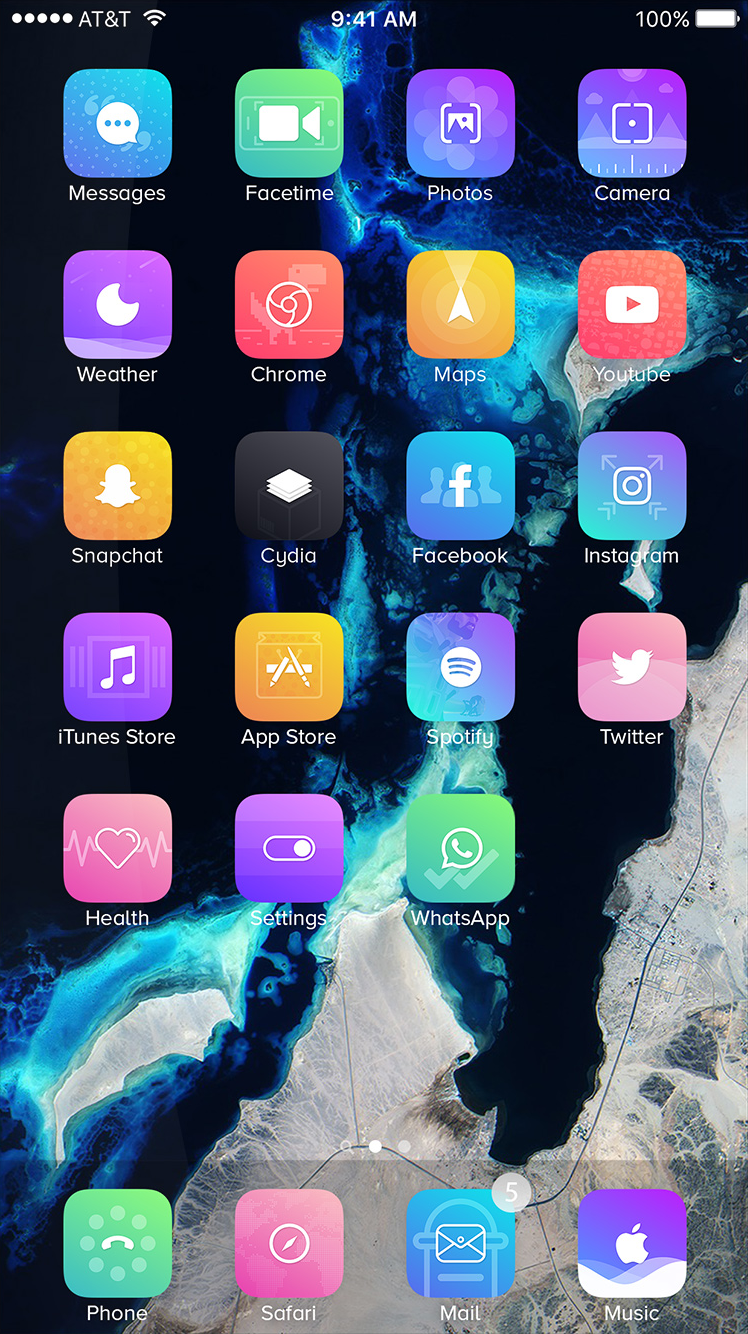 AT&T 9:41 AM 100%
Messages Facetime Photos Camera
Weather Chrome Maps Youtube
Snapchat Cydia Facebook Instagram
iTunes Store App Store Spotify Twitter
Health Settings WhatsApp
5
Phone Safari Mail Music